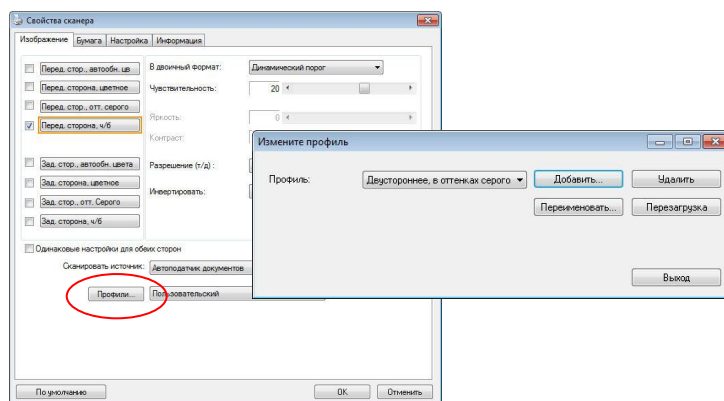 Свойства сканера
Изображение Бумага Настройка Информация
Перед. стор., автообн. цв
В двоичный формат: Динамический порог
Перед. сторона, цветное
Чувствительность: 20
Перед. стор., отт. серого
Яркость: 0
Перед. сторона, ч/б
Контраст:
Зад. стор., автообн. цвета
Разрешение (т/д) :
Зад. сторона, цветное
Инвертировать:
Зад. стор., отт. Серого
Зад. сторона, ч/б
Одинаковые настройки для обеих сторон
Сканировать источник: Автоподатчик документов
Профили... Пользовательский
По умолчанию OK Отменить
Измените профиль
Профиль: Двустороннее, в оттенках серого Добавить... Удалить
Переименовать... Перезагрузка
Выход